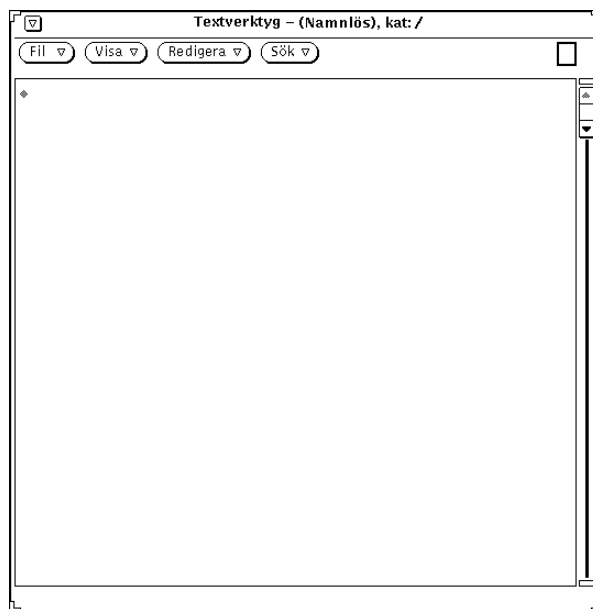 Textverktyg – (Namnlös), kat: /
Fil Visa Redigera Sök